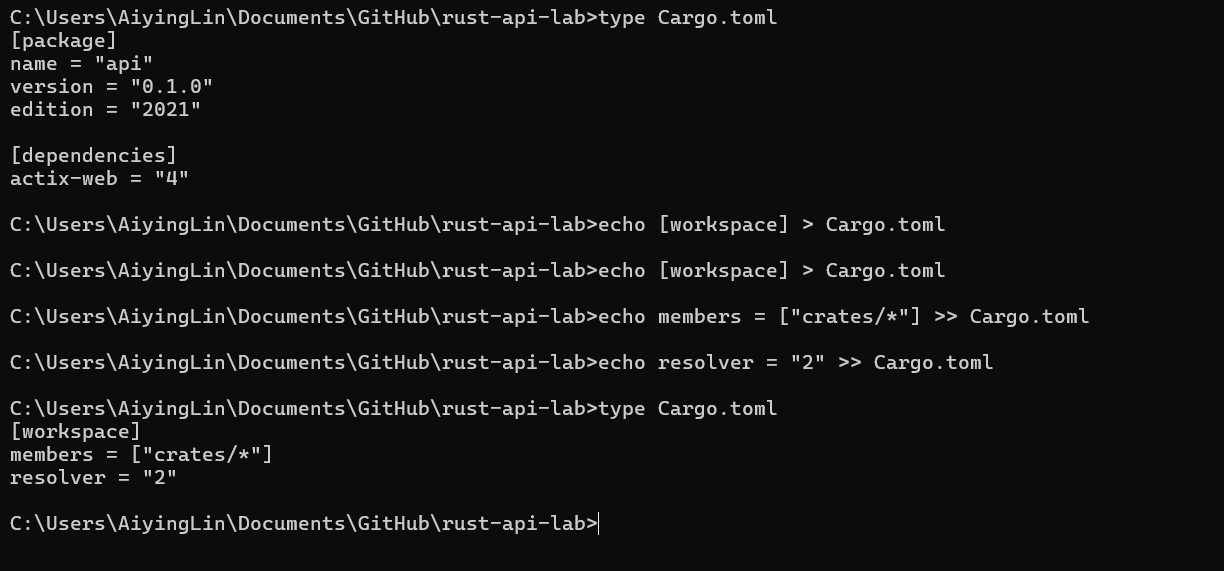 C:\Users\AiyingLin\Documents\GitHub\rust-api-lab>type Cargo.toml
[package]
name = "api"
version = "0.1.0"
edition = "2021"
[dependencies]
actix-web = "4"
C:\Users\AiyingLin\Documents\GitHub\rust-api-lab>echo [workspace] > Cargo.toml
C:\Users\AiyingLin\Documents\GitHub\rust-api-lab>echo [workspace] > Cargo.toml
C:\Users\AiyingLin\Documents\GitHub\rust-api-lab>echo members = ["crates/*"] >> Cargo.toml
C:\Users\AiyingLin\Documents\GitHub\rust-api-lab>echo resolver = "2" >> Cargo.toml
C:\Users\AiyingLin\Documents\GitHub\rust-api-lab>type Cargo.toml
[workspace]
members = ["crates/*"]
resolver = "2"
C:\Users\AiyingLin\Documents\GitHub\rust-api-lab>